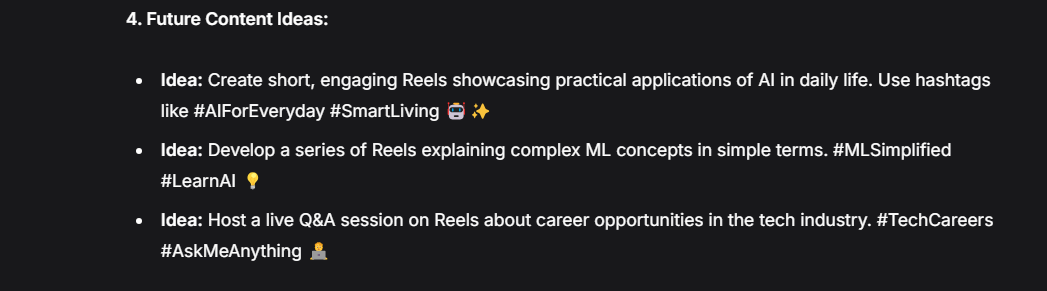 4. Future Content Ideas:
• Idea: Create short, engaging Reels showcasing practical applications of AI in daily life. Use hashtags
like #AIForEveryday #SmartLiving 🤖 ✨
• Idea: Develop a series of Reels explaining complex ML concepts in simple terms. #MLSimplified
#LearnAI 💡
• Idea: Host a live Q&A session on Reels about career opportunities in the tech industry. #TechCareers
#AskMeAnything 🧑‍💻